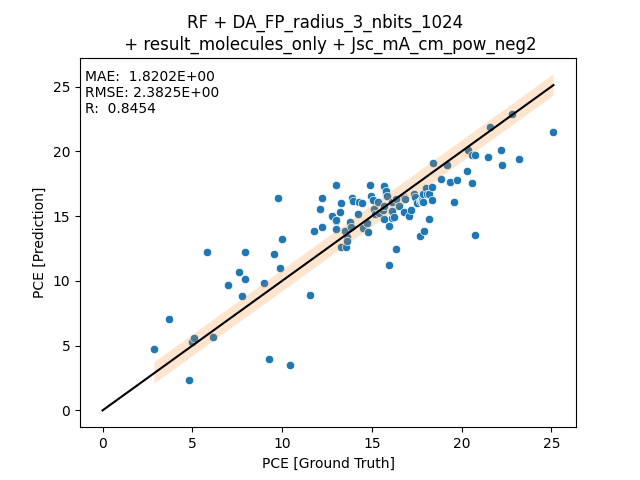 RF + DA_FP_radius_3_nbits_1024
+ result_molecules_only + Jsc_mA_cm_pow_neg2
MAE: 1.8202E+00
RMSE: 2.3825E+00
R: 0.8454
25
20
15
10
5
0
PCE [Prediction]
0 5 10 15 20 25
PCE [Ground Truth]